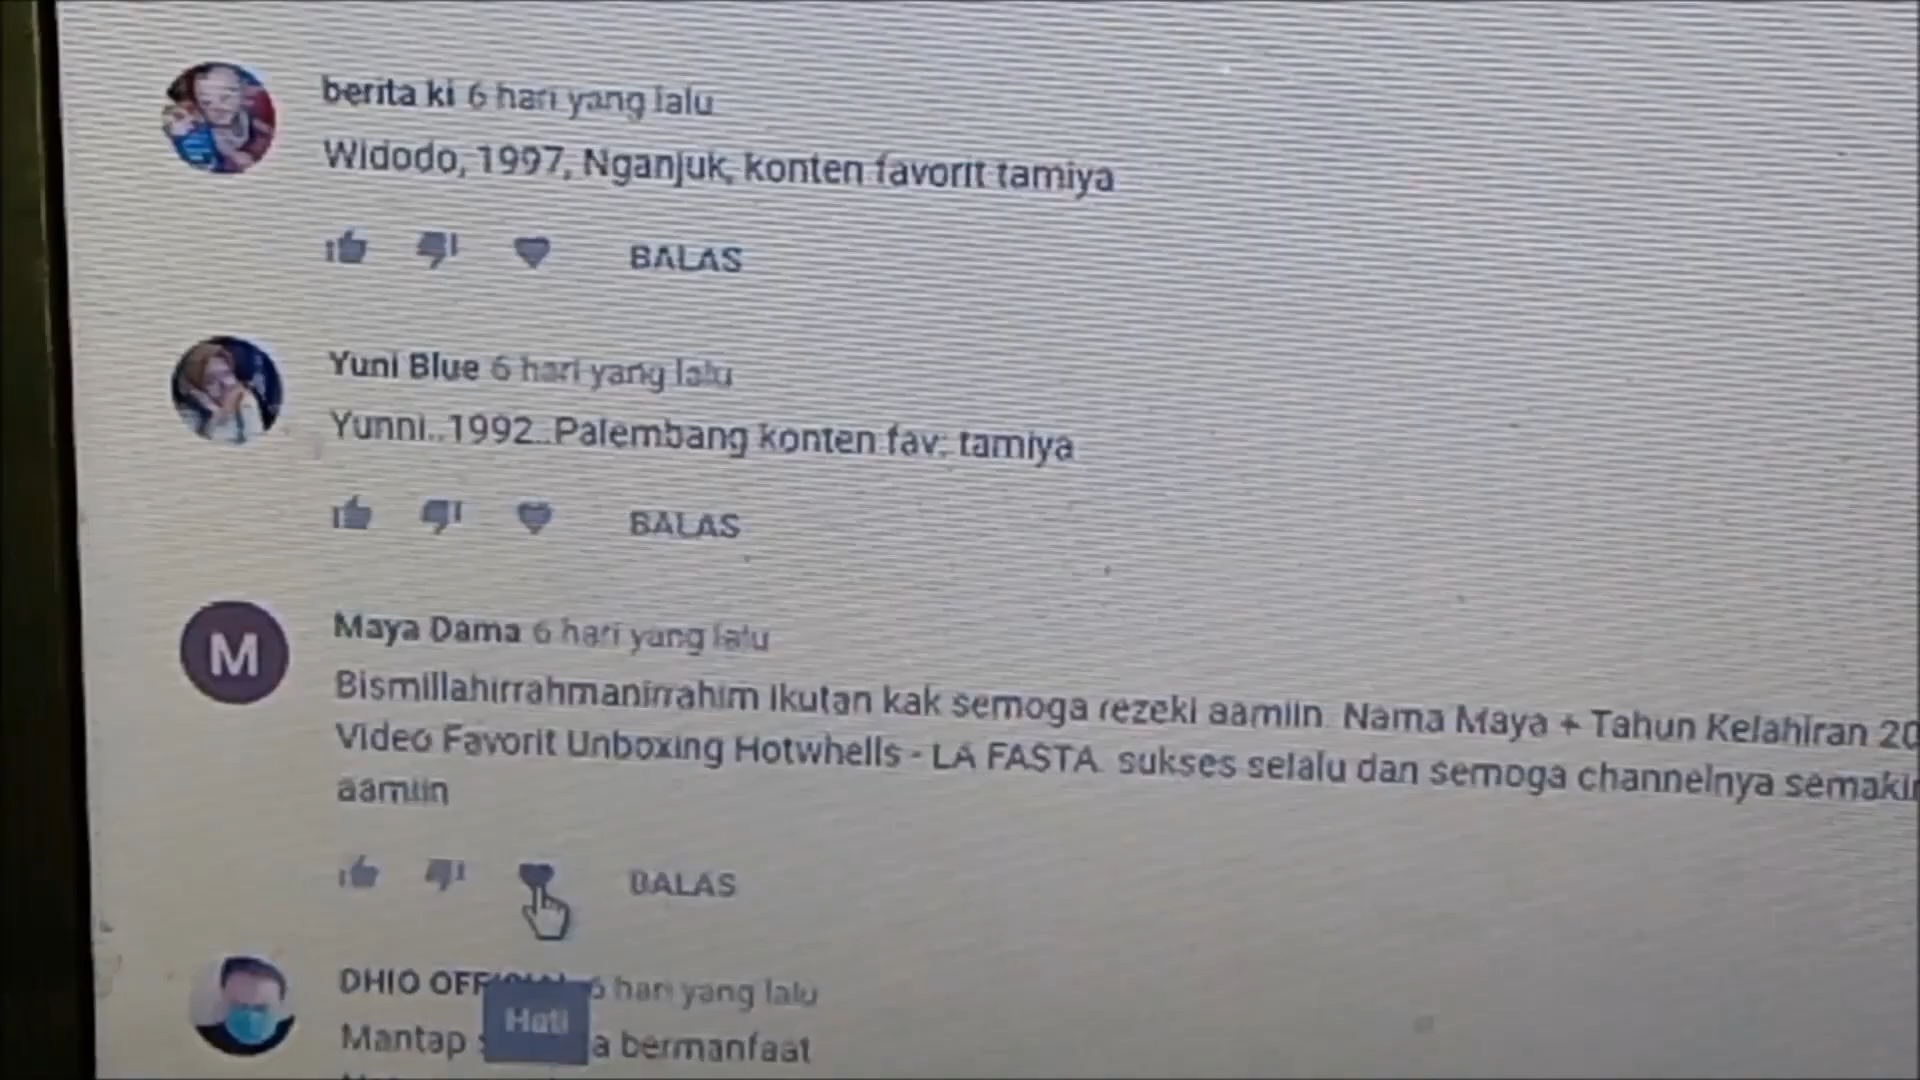 berita ki 6 hari yang lalu
Widodo, 1997, Nganjuk, konten favorit tamiya
BALAS
Yuni Blue 6 hari yang lalu
Yunni..1992..Palembang konten fav: tamiya
BALAS
M
Maya Dama 6 hari yang lalu
Bismillahirrahmanirrahim Ikutan kak semoga rezeki aamiin Nama Maya + Tahun Kelahiran 20
Video Favorit Unboxing Hotwhells - LA FASTA sukses selalu dan semoga channelnya semakin
aamiin
BALAS
DHIO 6 hari yang lalu
Hati
Mantap a bermanfaat